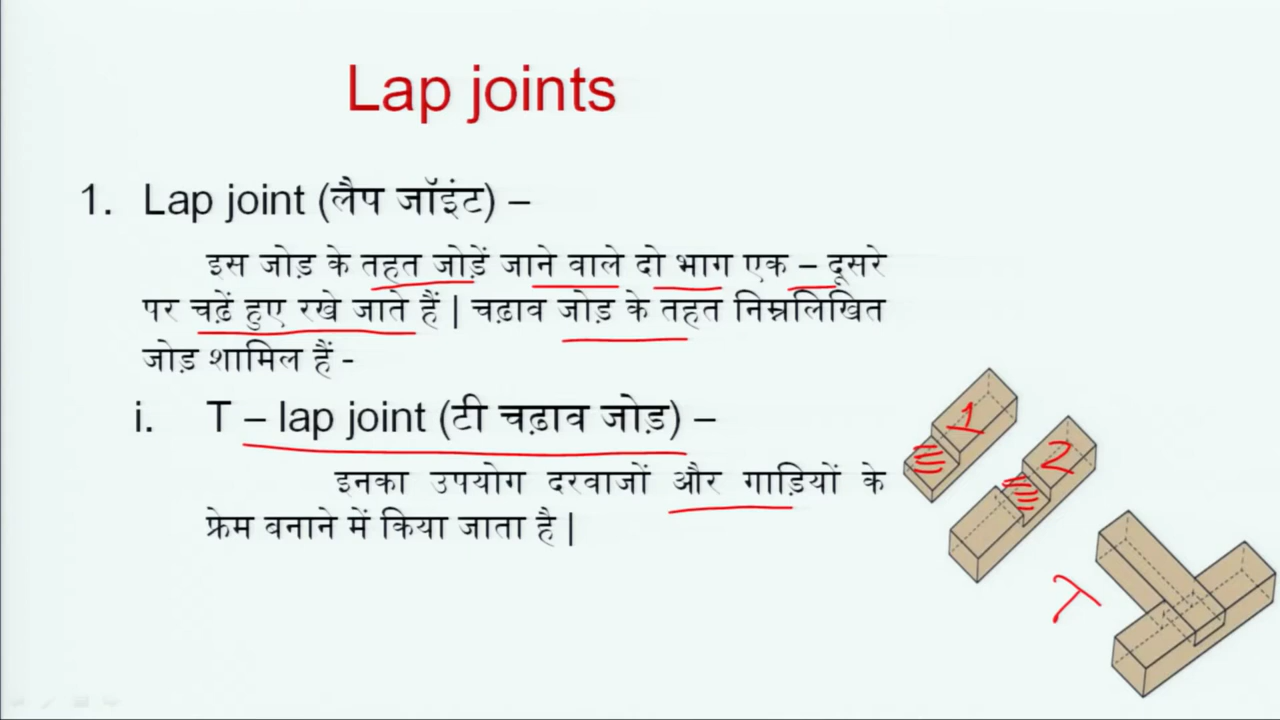 Lap joints
1. Lap joint (लैप जॉइंट) –
इस जोड़ के तहत जोड़ें जाने वाले दो भाग एक – दूसरे
पर चढ़ें हुए रखे जाते हैं | चढ़ाव जोड़ के तहत निम्नलिखित
जोड़ शामिल हैं -
i. T – lap joint (टी चढ़ाव जोड़) –
इनका उपयोग दरवाजों और गाड़ियों के
फ्रेम बनाने में किया जाता है |
1
2
T